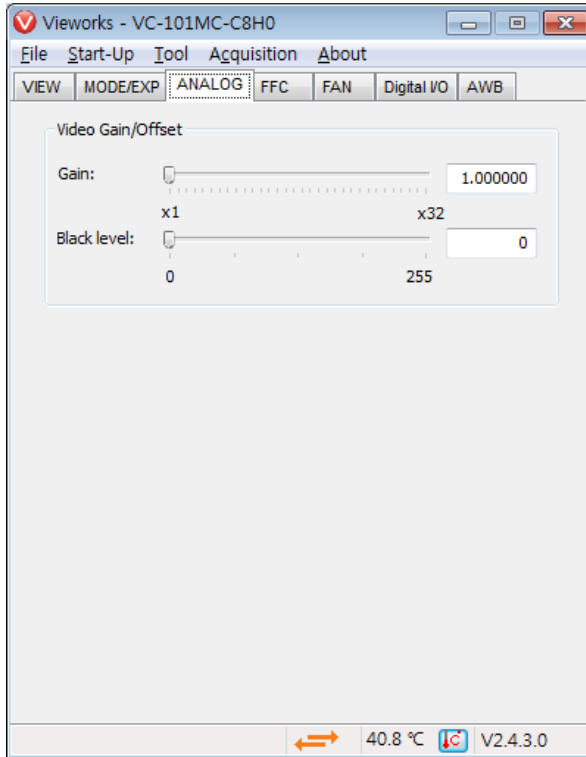 Vieworks - VC-101MC-C8H0
File Start-Up Tool Acquisition About
VIEW MODE/EXP ANALOG FFC FAN Digital I/O AWB
Video Gain/Offset
Gain: 1.000000
x1 x32
Black level: 0
0 255
40.8 ℃ C V2.4.3.0